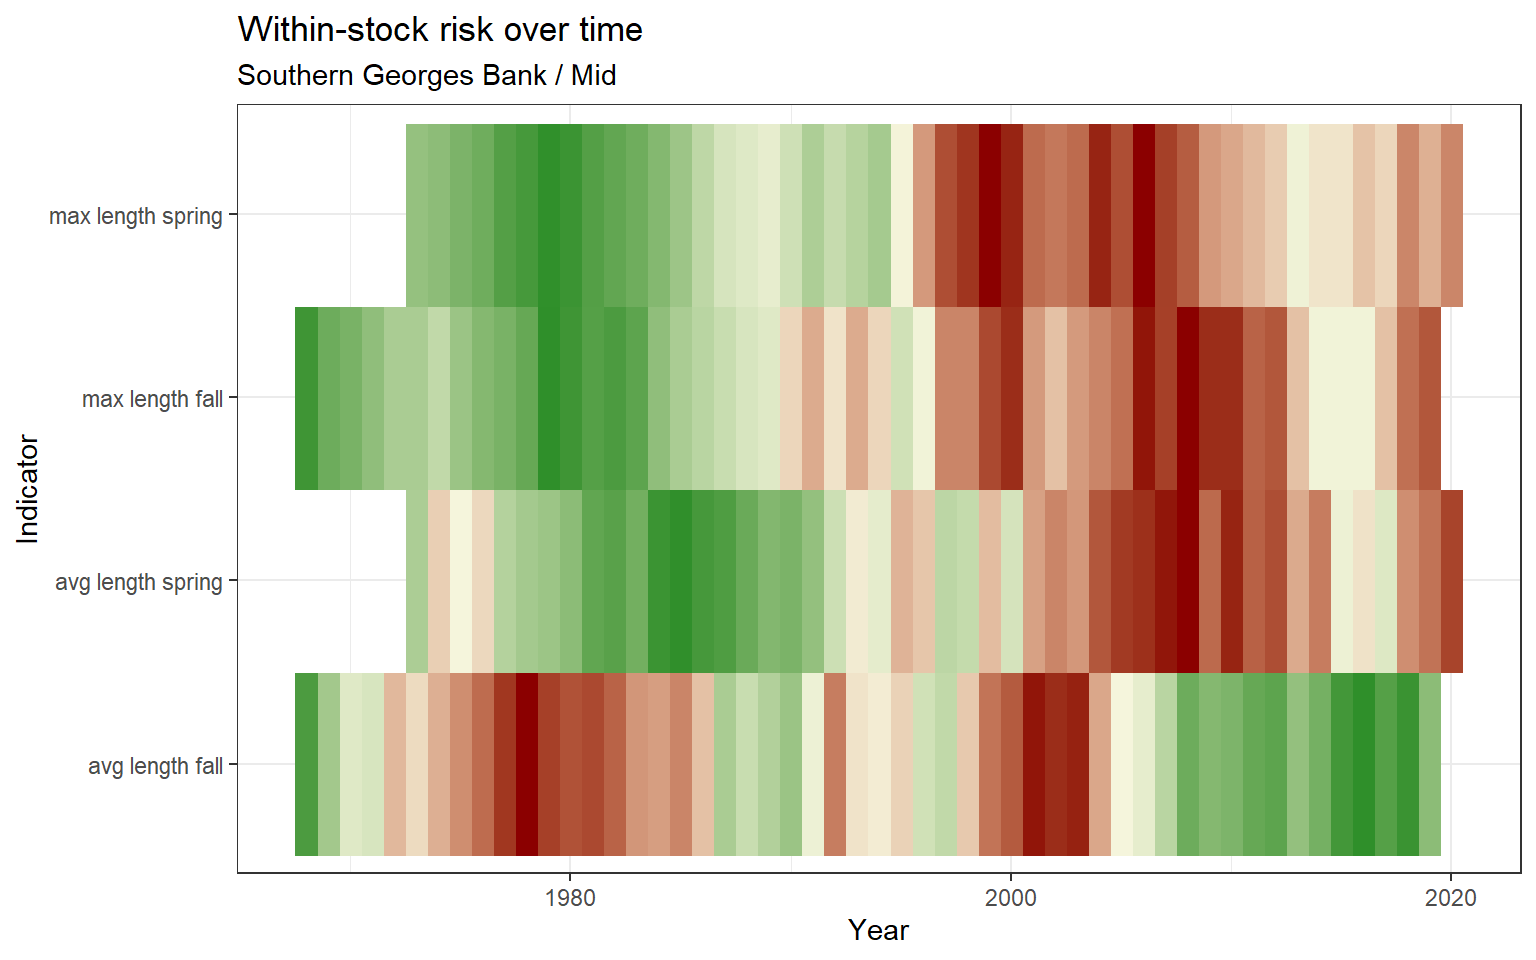 Within-stock risk over time
Southern Georges Bank / Mid
max length spring
max length fall
avg length spring
avg length fall
Indicator
1980
2000
2020
Year